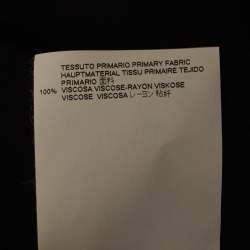 TESSUTO PRIMARIO PRIMARY FABRIC
HAUPTMATERIAL TISSU PRIMAIRE TEJIDO
PRIMARIO 面料
100% VISCOSA VISCOSE-RAYON VISKOSE
VISCOSE VISCOSA レーヨン 粘纤